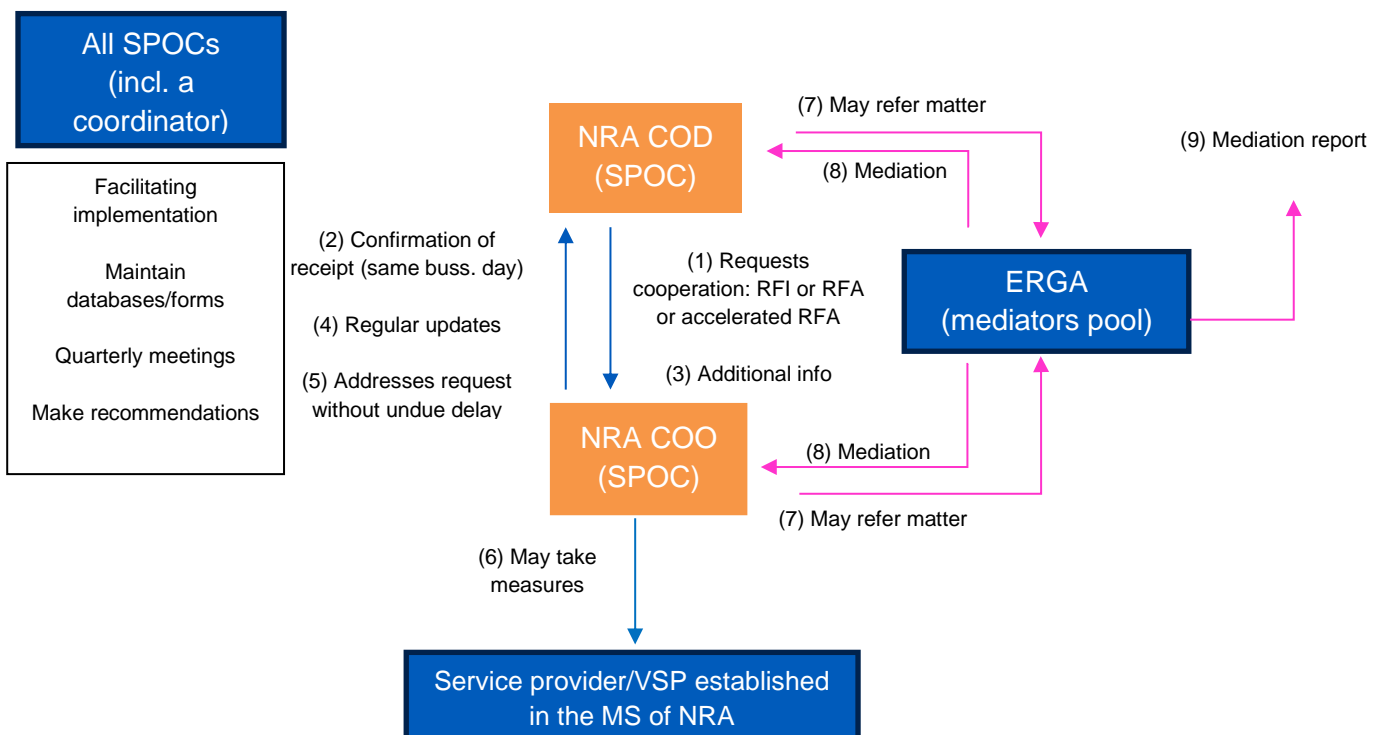 All SPOCs
(incl. a
coordinator)
Facilitating
implementation
Maintain
databases/forms
Quarterly meetings
Make recommendations
(2) Confirmation of
receipt (same buss. day)
(4) Regular updates
(5) Addresses request
without undue delay
NRA COD
(SPOC)
(1) Requests
cooperation: RFI or RFA
or accelerated RFA
(3) Additional info
NRA COO
(SPOC)
(6) May take
measures
Service provider/VSP established
in the MS of NRA
(7) May refer matter
(8) Mediation
ERGA
(mediators pool)
(8) Mediation
(7) May refer matter
(9) Mediation report